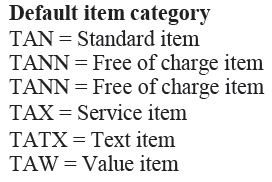 Default item category
TAN = Standard item
TANN = Free of charge item
TANN = Free of charge item
TAX = Service item
TATX = Text item
TAW = Value item